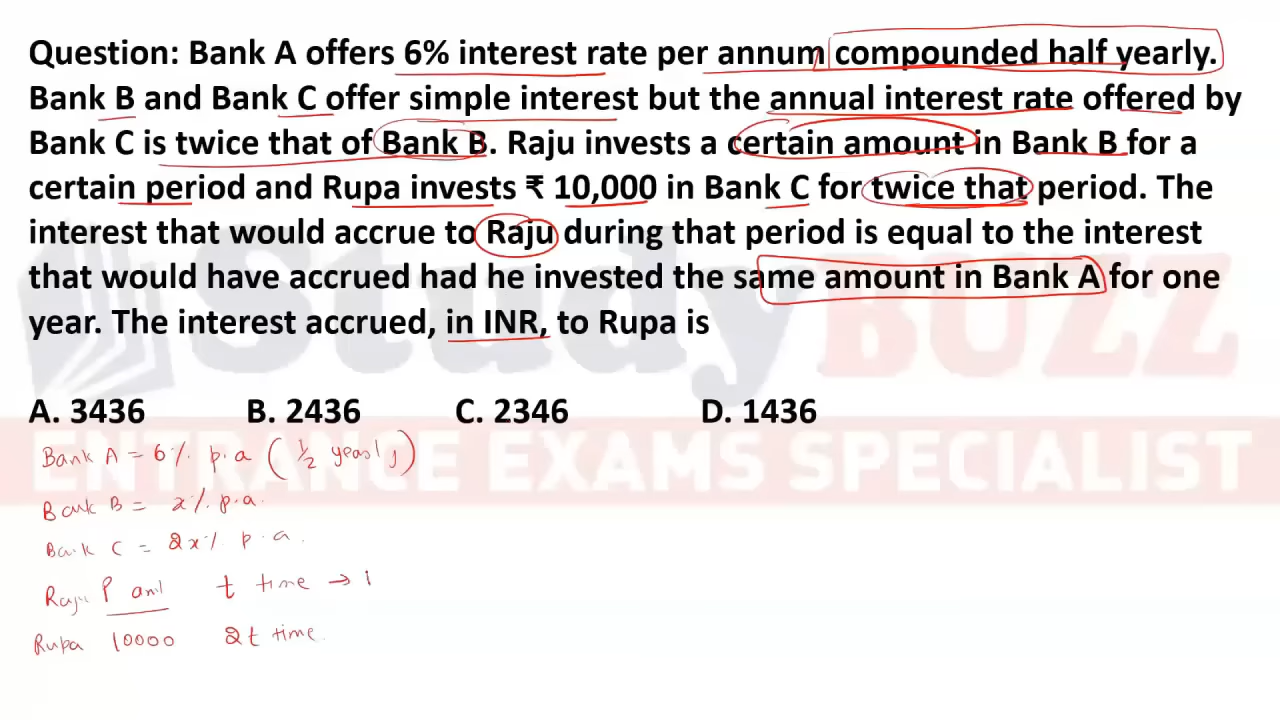 Question: Bank A offers 6% interest rate per annum compounded half yearly.
Bank B and Bank C offer simple interest but the annual interest rate offered by
Bank C is twice that of Bank B. Raju invests a certain amount in Bank B for a
certain period and Rupa invests ₹ 10,000 in Bank C for twice that period. The
interest that would accrue to Raju during that period is equal to the interest
that would have accrued had he invested the same amount in Bank A for one
year. The interest accrued, in INR, to Rupa is
StudyBUZZ
A. 3436 B. 2436 C. 2346 D. 1436
ENTRANCE EXAMS SPECIALIST
Bank A = 6% p.a (1/2 yearly)
Bank B = x% p.a.
Bank C = 2x% p.a.
Raju P amt t time → I
Rupa 10000 2t time.